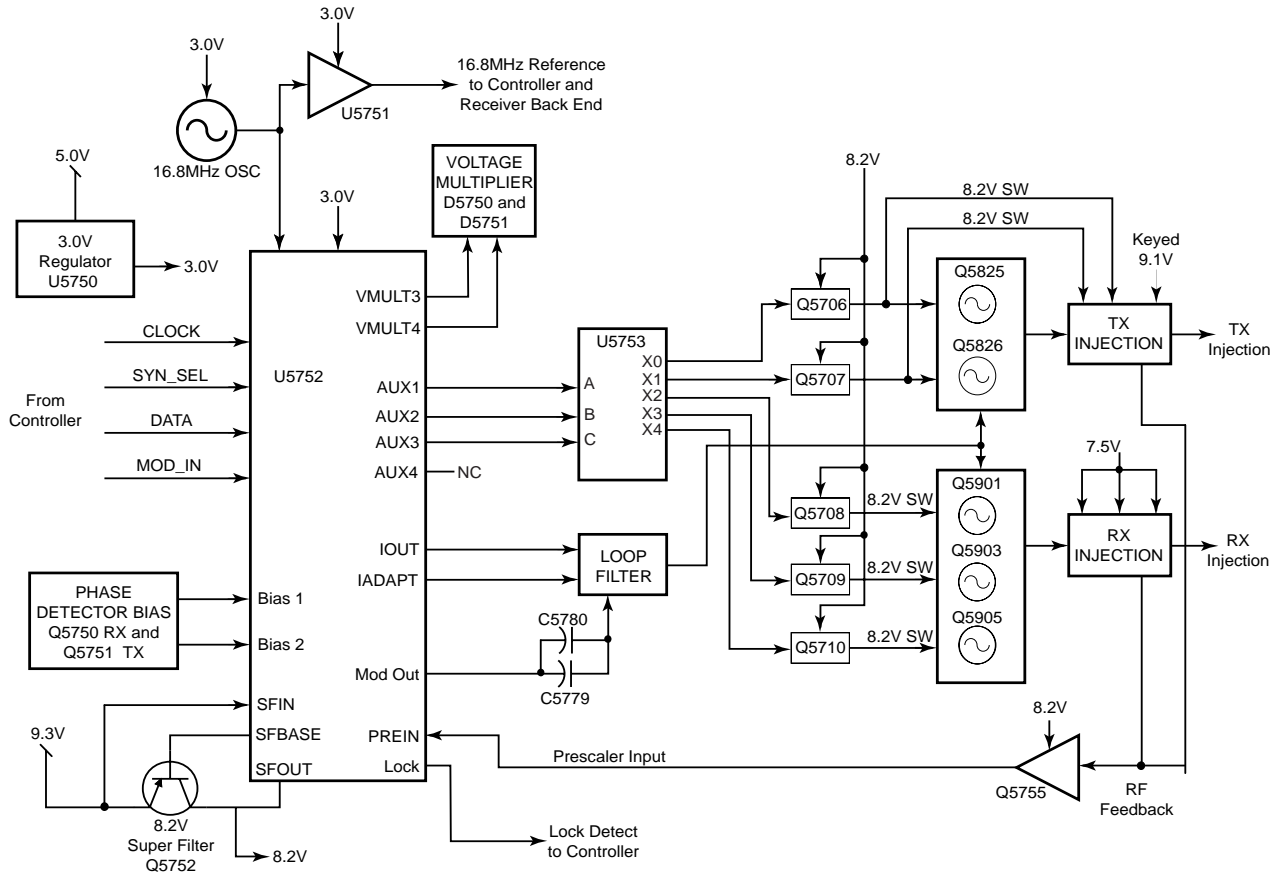 3.0V
3.0V
16.8MHz Reference
to Controller and
Receiver Back End
U5751
16.8MHz OSC
5.0V
3.0V
Regulator
U5750
3.0V
3.0V
VOLTAGE
MULTIPLIER
D5750 and
D5751
8.2V
8.2V SW
8.2V SW
Keyed
9.1V
VMULT3
VMULT4
From
Controller
CLOCK
SYN_SEL
DATA
MOD_IN
U5752
AUX1
AUX2
AUX3
AUX4
NC
U5753
A
B
C
X0
X1
X2
X3
X4
Q5706
Q5707
Q5825
Q5826
TX
INJECTION
TX
Injection
7.5V
Q5708
8.2V SW
Q5709
8.2V SW
Q5710
8.2V SW
Q5901
Q5903
Q5905
RX
INJECTION
RX
Injection
IOUT
IADAPT
LOOP
FILTER
PHASE
DETECTOR BIAS
Q5750 RX and
Q5751 TX
Bias 1
Bias 2
C5780
C5779
Mod Out
SFIN
SFBASE
SFOUT
PREIN
Lock
9.3V
8.2V
Super Filter
Q5752
8.2V
Prescaler Input
8.2V
Q5755
RF
Feedback
Lock Detect
to Controller